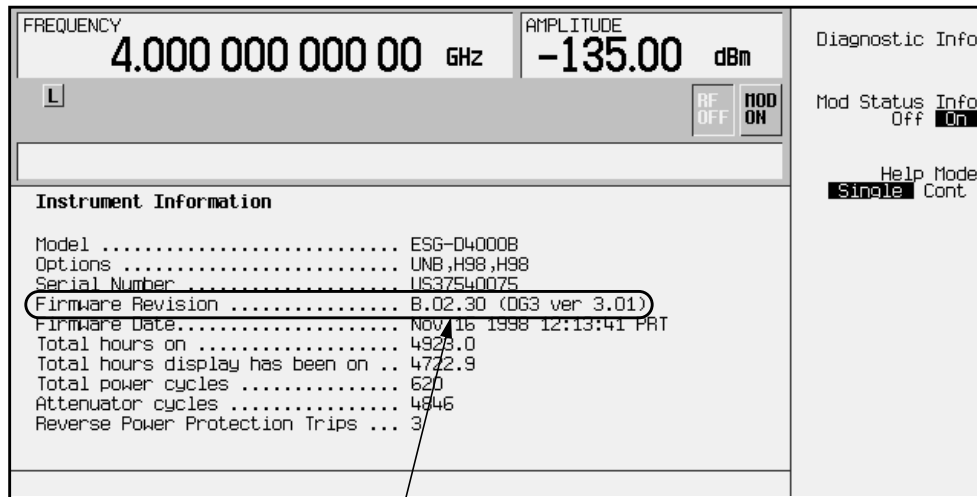 FREQUENCY
4.000 000 000 00 GHz
AMPLITUDE
-135.00 dBm
L
RF OFF
MOD ON
Instrument Information
Model ............................ ESG-D4000B
Options .......................... UNB,H98,H98
Serial Number .................... US37540075
Firmware Revision ................ B.02.30 (DG3 ver 3.01)
Firmware Date..................... Nov 16 1998 12:13:41 PRT
Total hours on ................... 4923.0
Total hours display has been on .. 4722.9
Total power cycles ............... 620
Attenuator cycles ................ 4846
Reverse Power Protection Trips ... 3
Diagnostic Info
Mod Status Info
Off On
Help Mode
Single Cont